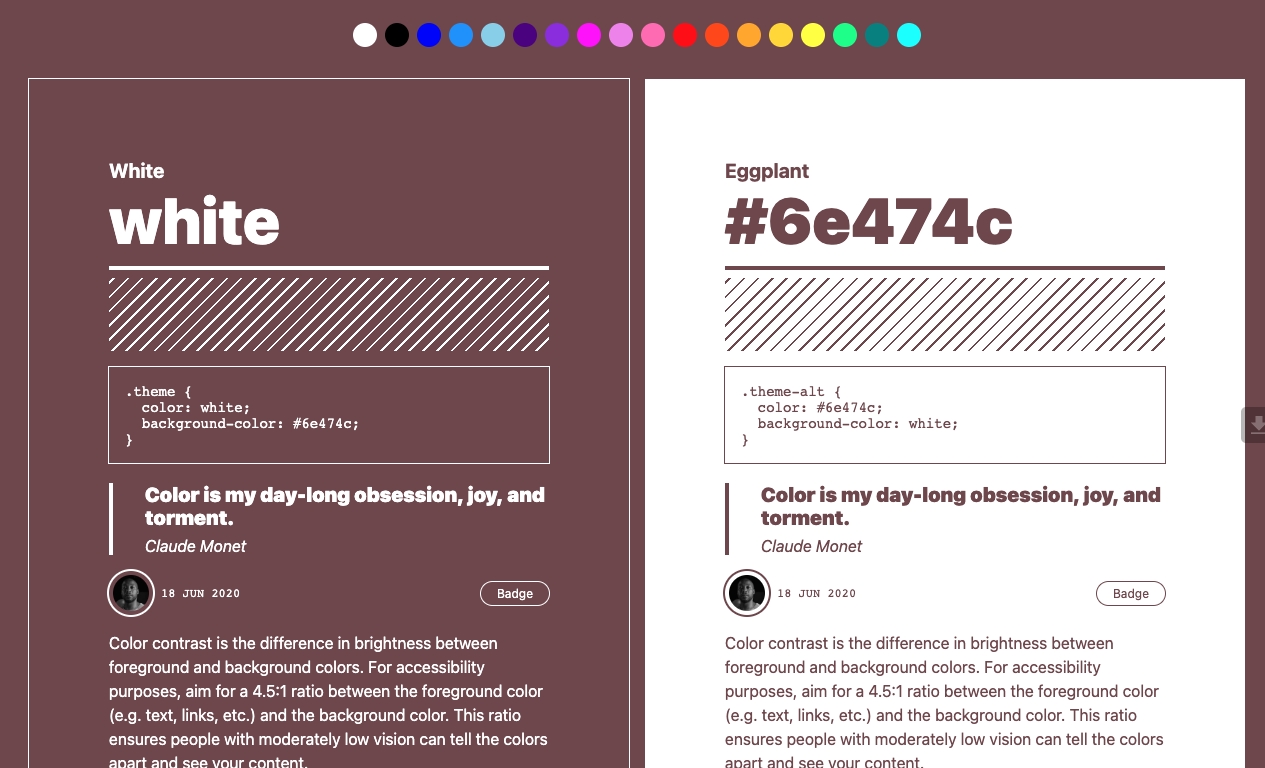 White
white
.theme {
  color: white;
  background-color: #6e474c;
}
Color is my day-long obsession, joy, and
torment.
Claude Monet
18 JUN 2020
Badge
Color contrast is the difference in brightness between
foreground and background colors. For accessibility
purposes, aim for a 4.5:1 ratio between the foreground color
(e.g. text, links, etc.) and the background color. This ratio
ensures people with moderately low vision can tell the colors
apart and see your content.
Eggplant
#6e474c
.theme-alt {
  color: #6e474c;
  background-color: white;
}
Color is my day-long obsession, joy, and
torment.
Claude Monet
18 JUN 2020
Badge
Color contrast is the difference in brightness between
foreground and background colors. For accessibility
purposes, aim for a 4.5:1 ratio between the foreground color
(e.g. text, links, etc.) and the background color. This ratio
ensures people with moderately low vision can tell the colors
apart and see your content.